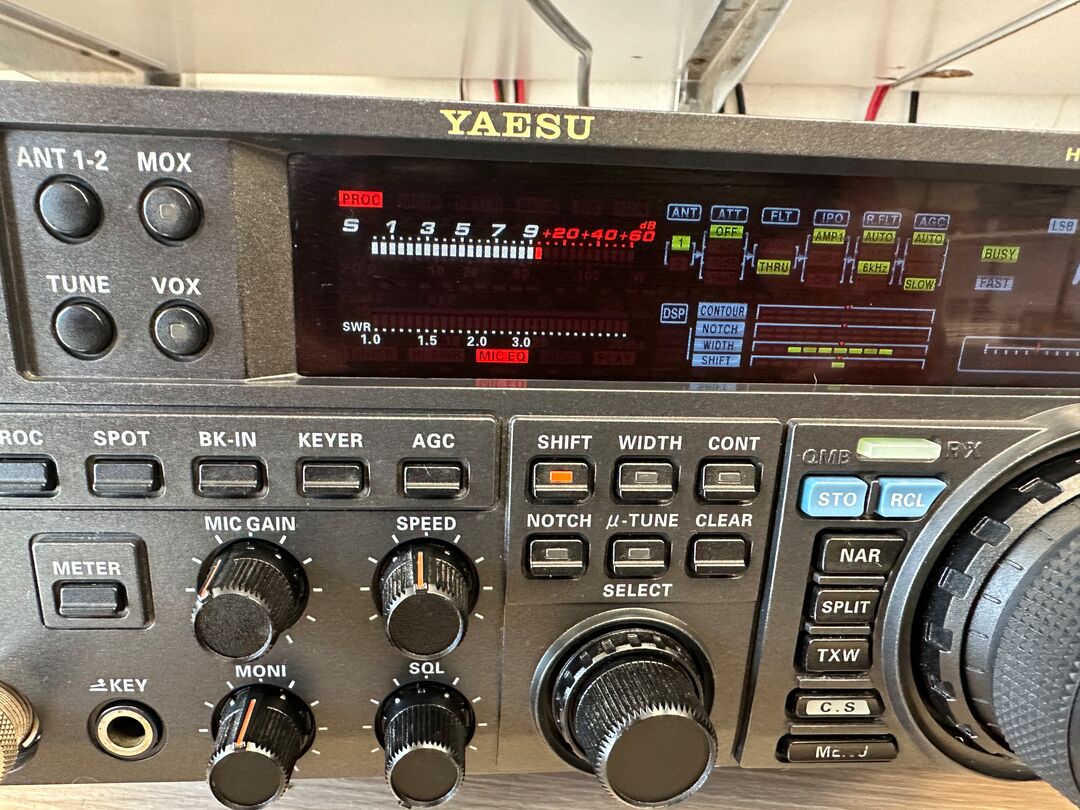 YAESU
H
ANT 1-2 MOX
TUNE VOX
PROC
S 1 3 5 7 9 +20 +40 +60 dB
SWR
1.0 1.5 2.0 3.0
HI-SWR MIC EQ PLAY
ANT ATT FLT IPO R.FLT AGC
1 OFF THRU AMP1 AUTO 6kHz AUTO SLOW
LSB
BUSY
FAST
DSP
CONTOUR
NOTCH
WIDTH
SHIFT
ROC SPOT BK-IN KEYER AGC
SHIFT WIDTH CONT
NOTCH μ-TUNE CLEAR
SELECT
METER
MIC GAIN SPEED
MONI SQL
KEY
QMB RX
STO RCL
NAR
SPLIT
TXW
C.S
MENU